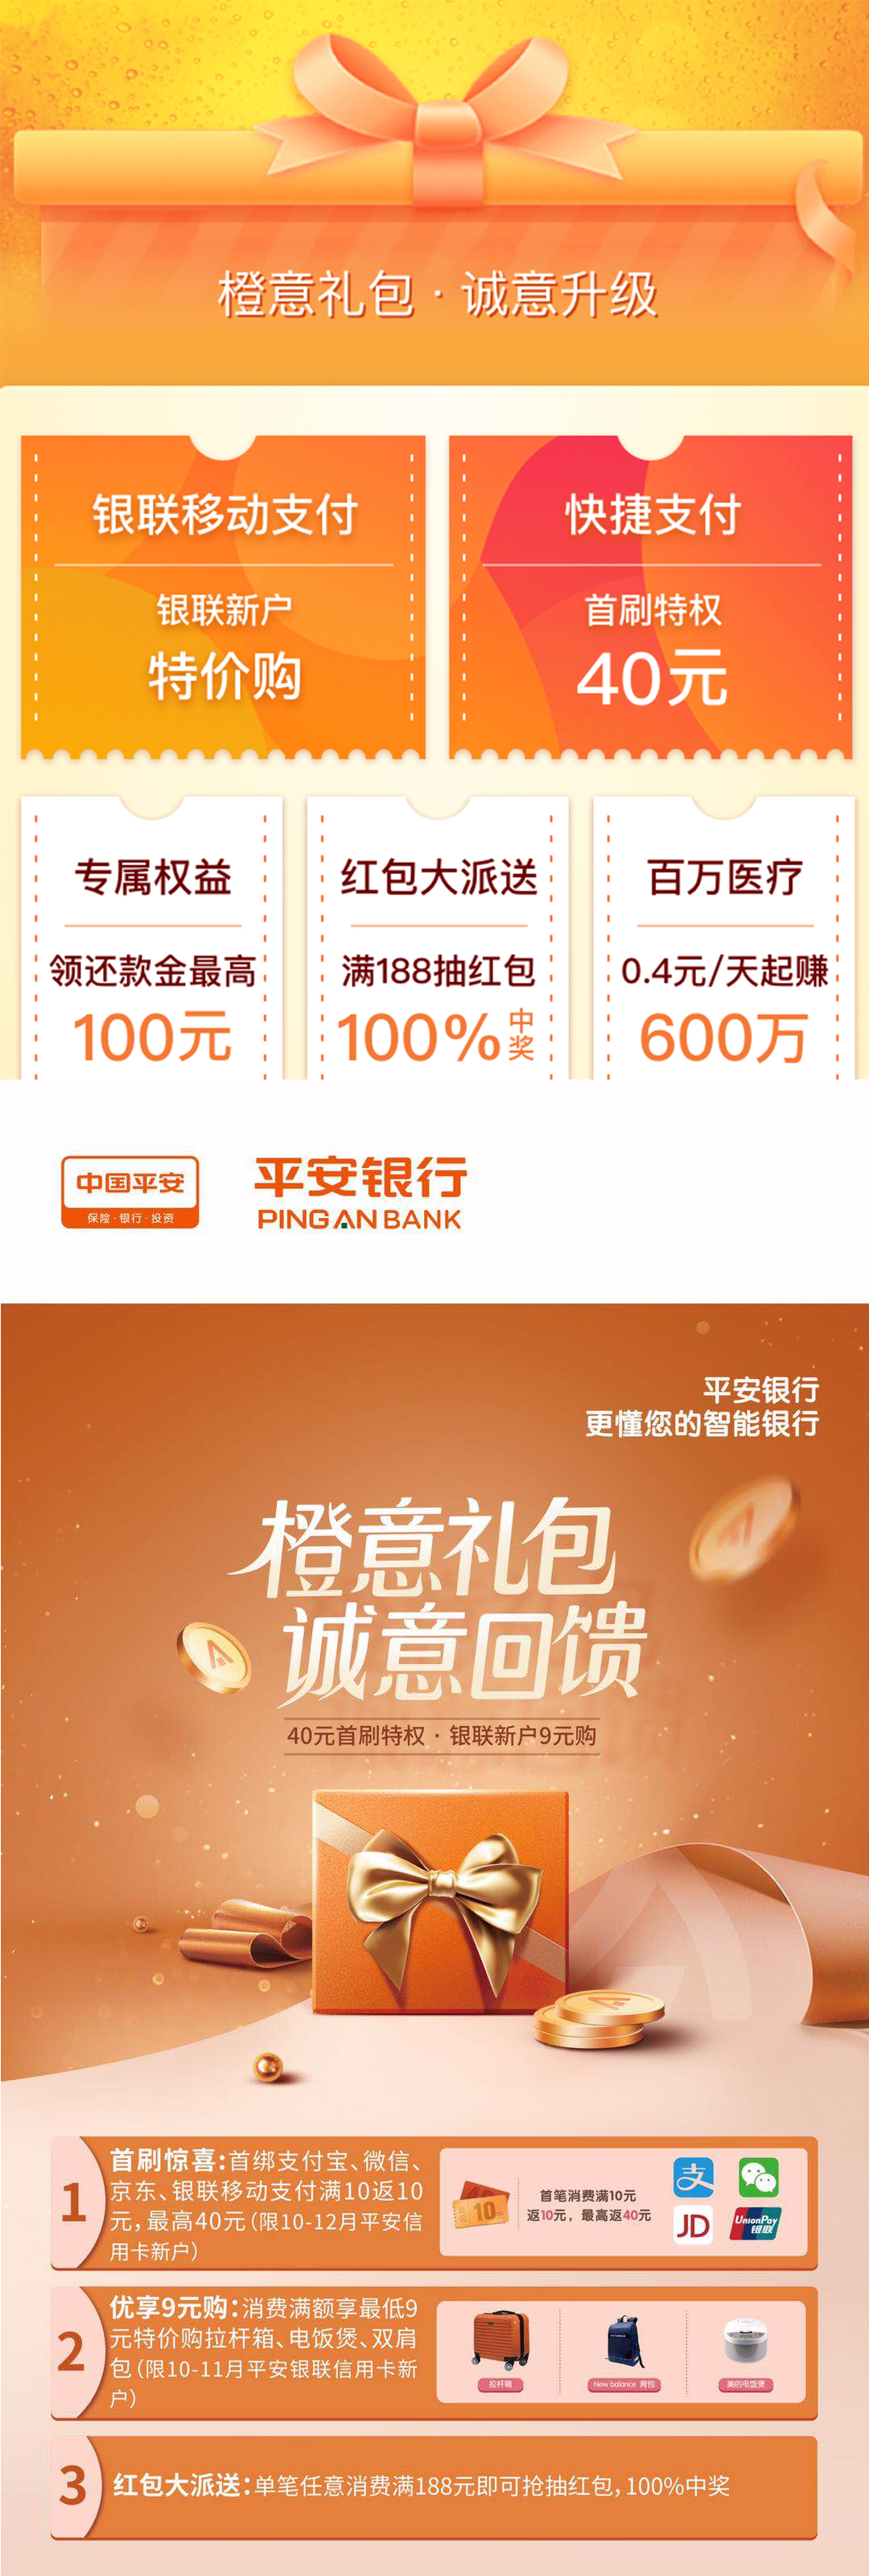 橙意礼包·诚意升级
银联移动支付
银联新户
特价购
快捷支付
首刷特权
40元
专属权益
领还款金最高
100元
红包大派送
满188抽红包
100%中奖
百万医疗
0.4元/天起赚
600万
中国平安
保险·银行·投资
平安银行
PING AN BANK
平安银行
更懂您的智能银行
橙意礼包
诚意回馈
40元首刷特权·银联新户9元购
1
首刷惊喜:首绑支付宝、微信、
京东、银联移动支付满10返10
元,最高40元(限10-12月平安信
用卡新户)
10元
首笔消费满10元
返10元，最高返40元
支
JD
UnionPay
银联
2
优享9元购:消费满额享最低9
元特价购拉杆箱、电饭煲、双肩
包(限10-11月平安银联信用卡新
户)
拉杆箱
New balance 背包
美的电饭煲
3
红包大派送:单笔任意消费满188元即可抢抽红包,100%中奖